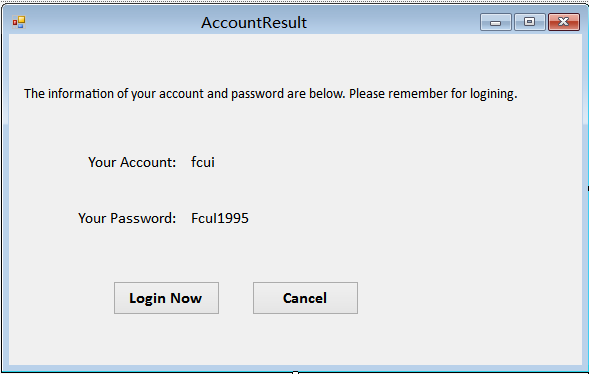 AccountResult
The information of your account and password are below. Please remember for logining.
Your Account: fcui
Your Password: FcuI1995
Login Now Cancel